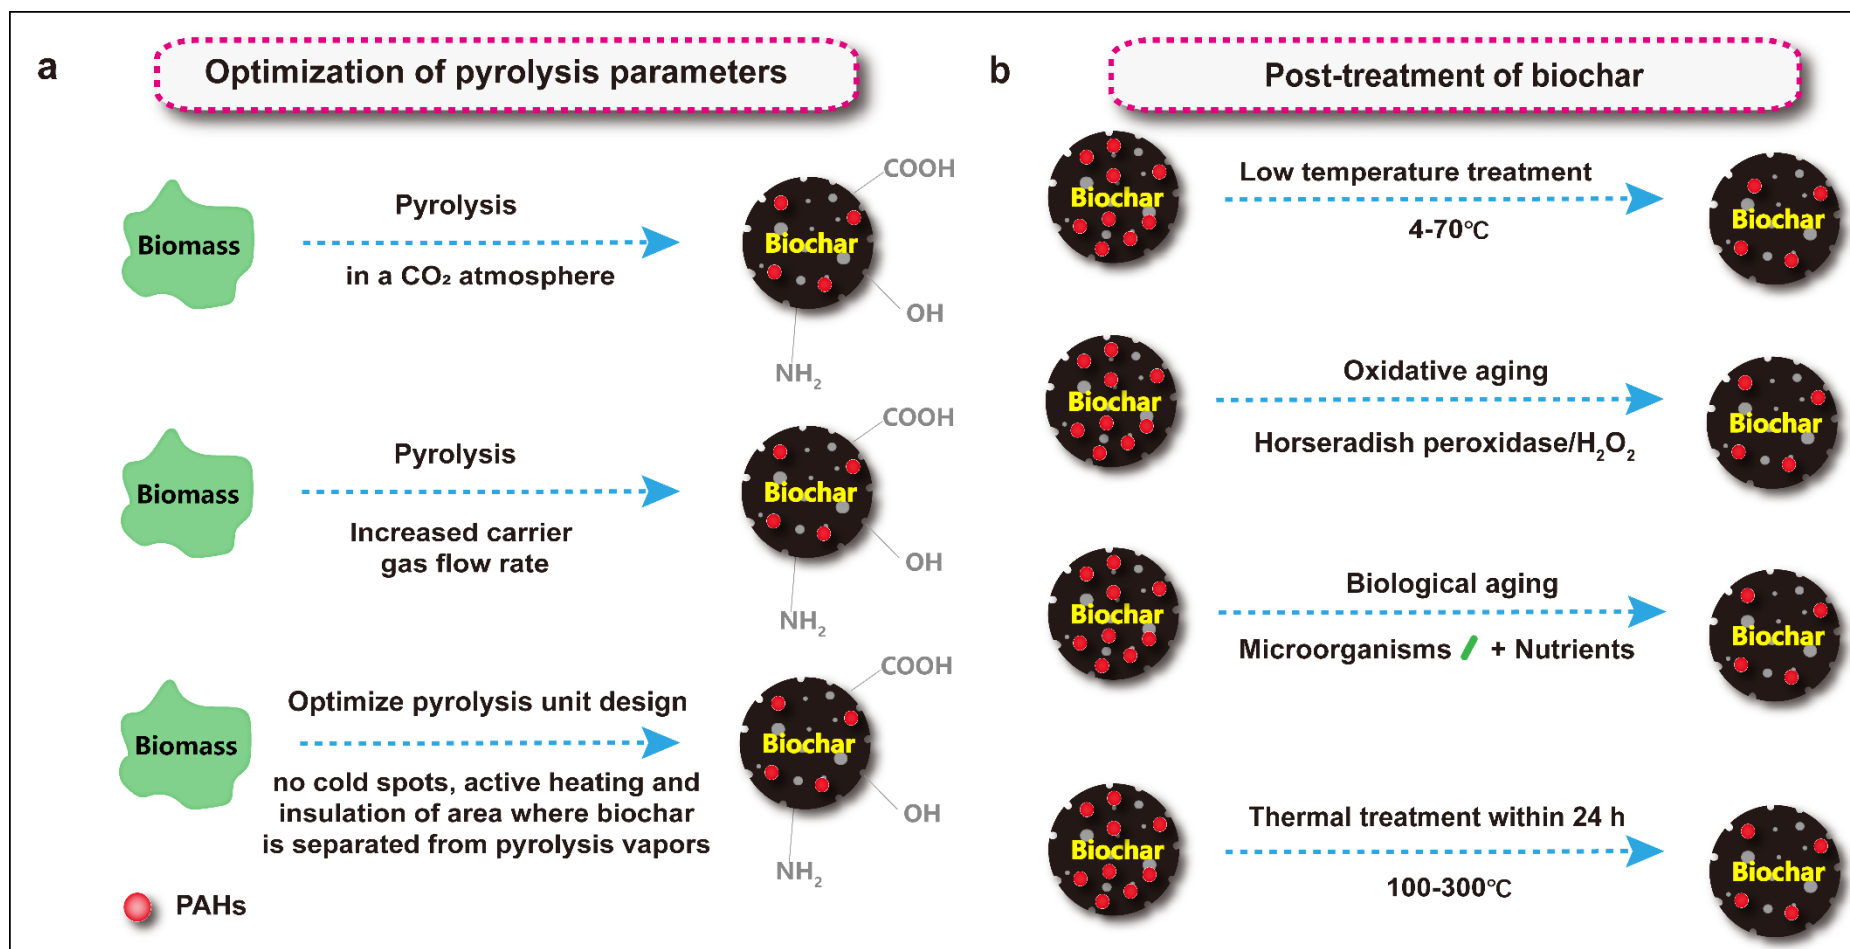 a
Optimization of pyrolysis parameters
Biomass
Pyrolysis
in a CO₂ atmosphere
Biochar
COOH
OH
NH₂
Biomass
Pyrolysis
Increased carrier
gas flow rate
Biochar
COOH
OH
NH₂
Biomass
Optimize pyrolysis unit design
no cold spots, active heating and
insulation of area where biochar
is separated from pyrolysis vapors
Biochar
COOH
OH
NH₂
PAHs
b
Post-treatment of biochar
Biochar
Low temperature treatment
4-70℃
Biochar
Biochar
Oxidative aging
Horseradish peroxidase/H₂O₂
Biochar
Biochar
Biological aging
Microorganisms + Nutrients
Biochar
Biochar
Thermal treatment within 24 h
100-300℃
Biochar